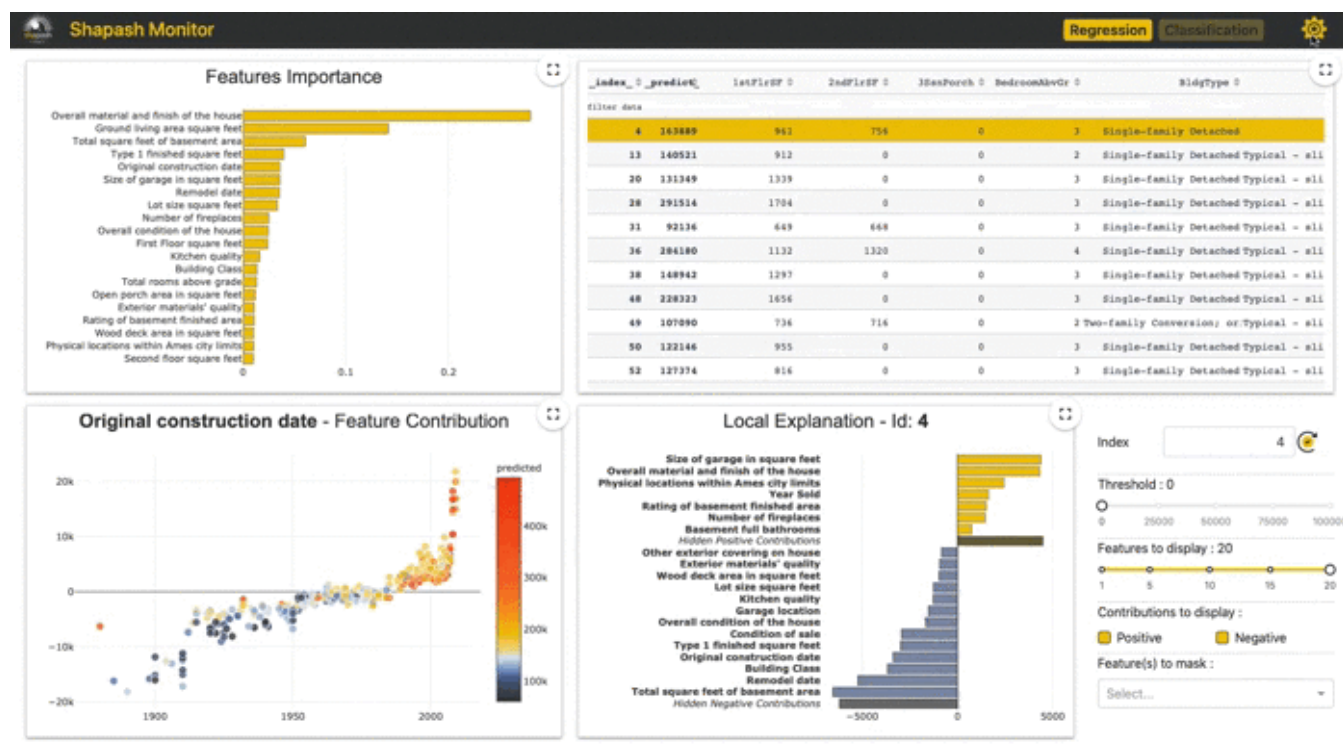 Shapash Monitor
Regression Classification
Features Importance
Overall material and finish of the house
Ground living area square feet
Total square feet of basement area
Type 1 finished square feet
Original construction date
Size of garage in square feet
Remodel date
Lot size square feet
Number of fireplaces
Overall condition of the house
First Floor square feet
Kitchen quality
Building Class
Total rooms above grade
Open porch area in square feet
Exterior materials' quality
Rating of basement finished area
Wood deck area in square feet
Physical locations within Ames city limits
Second floor square feet
0 0.1 0.2
_index_ _predict_ 1stFlrSF 2ndFlrSF 3SsnPorch BedroomAbvGr BldgType
filter data
4 163889 961 756 0 3 Single-family Detached
13 140521 912 0 0 2 Single-family Detached Typical - sli
20 131349 1339 0 0 3 Single-family Detached Typical - sli
28 291514 1704 0 0 3 Single-family Detached Typical - sli
31 92136 649 668 0 3 Single-family Detached Typical - sli
36 286180 1132 1320 0 4 Single-family Detached Typical - sli
38 148942 1297 0 0 3 Single-family Detached Typical - sli
48 228323 1656 0 0 3 Single-family Detached Typical - sli
49 107090 736 716 0 2 Two-family Conversion; or Typical - sli
50 122146 955 0 0 3 Single-family Detached Typical - sli
52 127374 816 0 0 3 Single-family Detached Typical - sli
Original construction date - Feature Contribution
predicted
20k
10k
0
−10k
−20k
1900 1950 2000
400k
300k
200k
100k
Local Explanation - Id: 4
Size of garage in square feet
Overall material and finish of the house
Physical locations within Ames city limits
Year Sold
Rating of basement finished area
Number of fireplaces
Basement full bathrooms
Hidden Positive Contributions
Other exterior covering on house
Exterior materials' quality
Wood deck area in square feet
Lot size square feet
Kitchen quality
Garage location
Overall condition of the house
Condition of sale
Type 1 finished square feet
Original construction date
Building Class
Remodel date
Total square feet of basement area
Hidden Negative Contributions
−5000 0 5000
Index 4
Threshold : 0
0 25000 50000 75000 10000
Features to display : 20
1 5 10 15 20
Contributions to display :
Positive Negative
Feature(s) to mask :
Select...